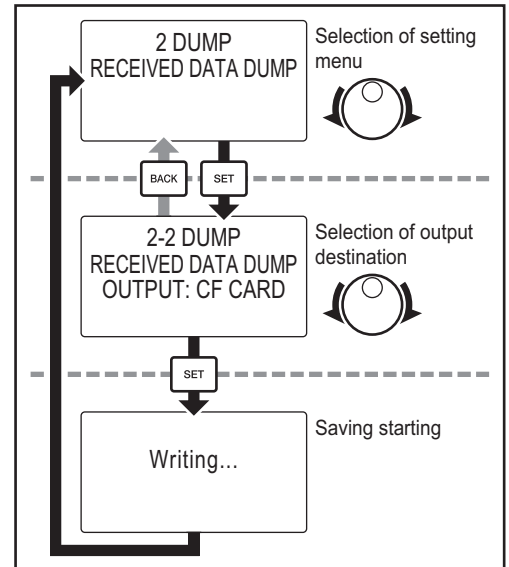 2 DUMP
RECEIVED DATA DUMP
Selection of setting
menu
BACK
SET
2-2 DUMP
RECEIVED DATA DUMP
OUTPUT: CF CARD
Selection of output
destination
SET
Writing...
Saving starting